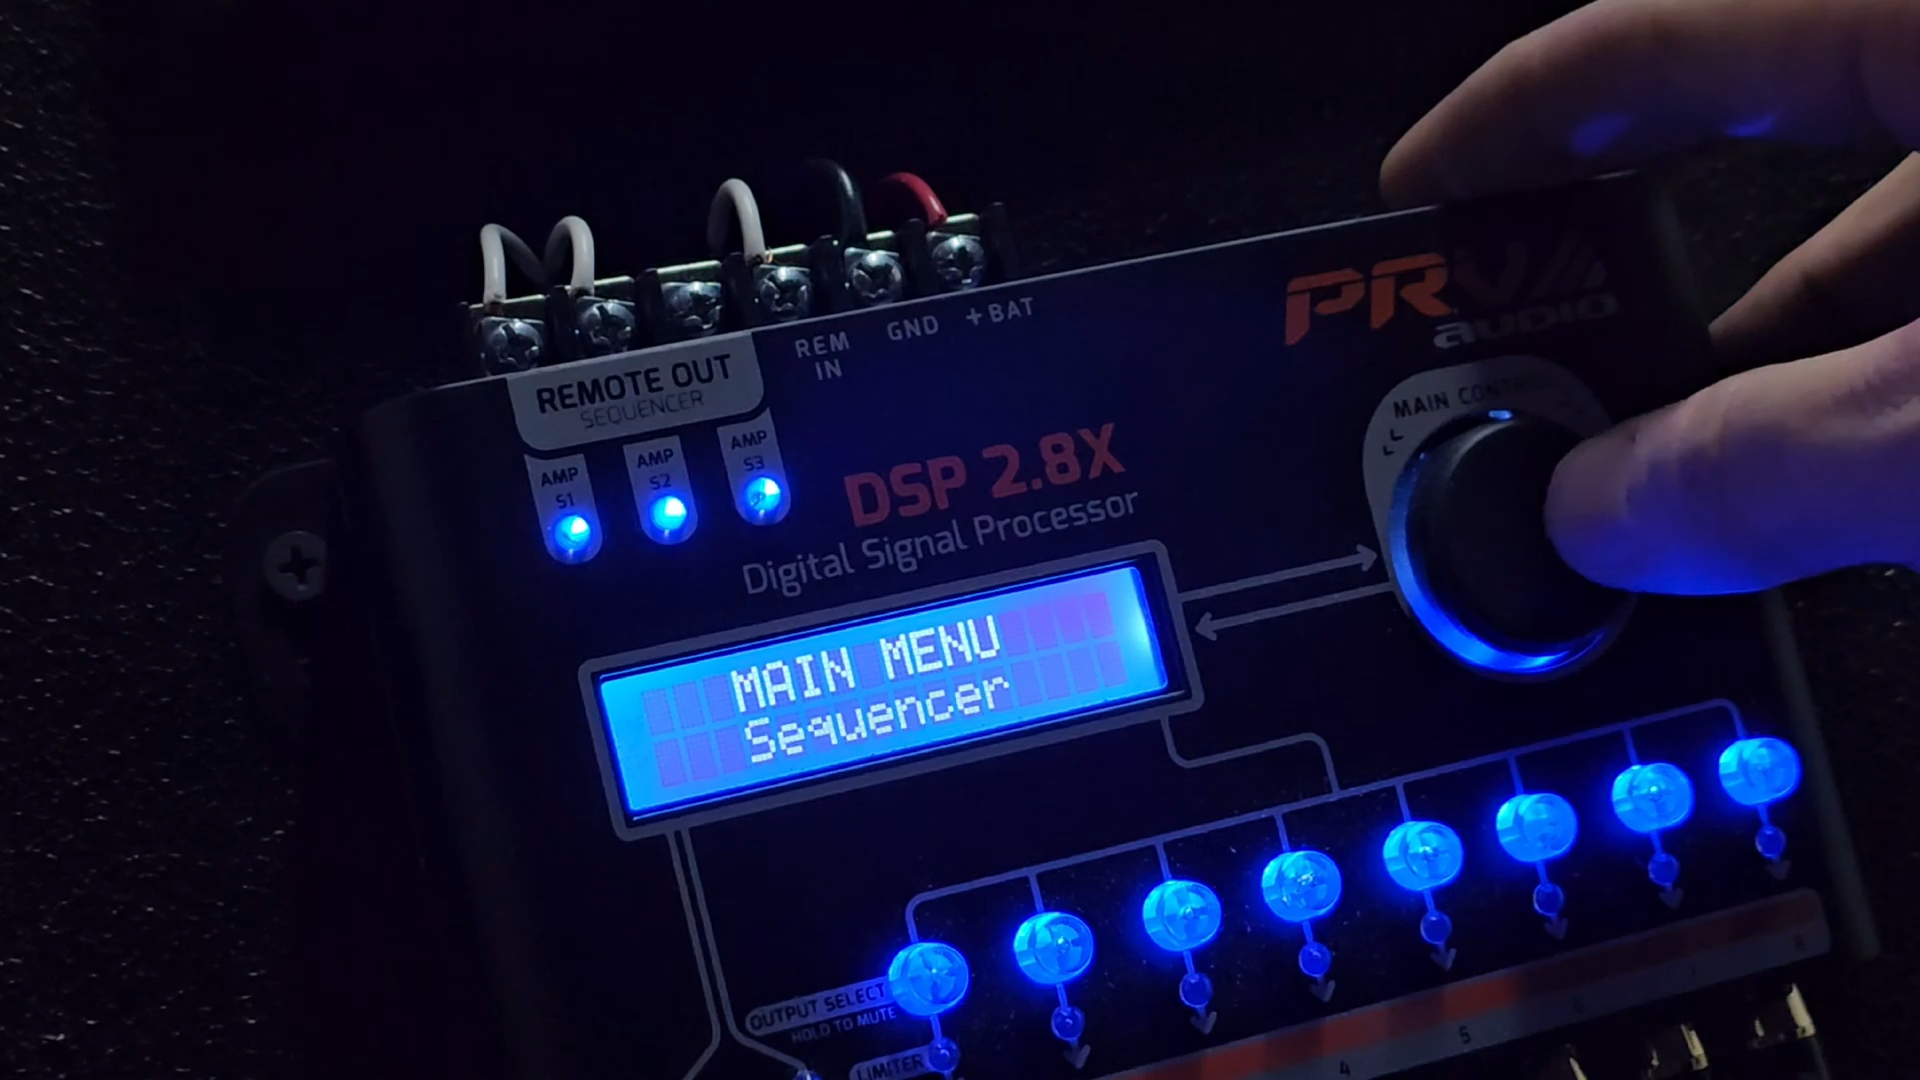 REM IN
GND
+ BAT
PRV AUDIO
REMOTE OUT
SEQUENCER
MAIN CONTROL
AMP S1
AMP S2
AMP S3
DSP 2.8X
Digital Signal Processor
MAIN MENU
Sequencer
OUTPUT SELECT
HOLD TO MUTE
LIMITER
4
5